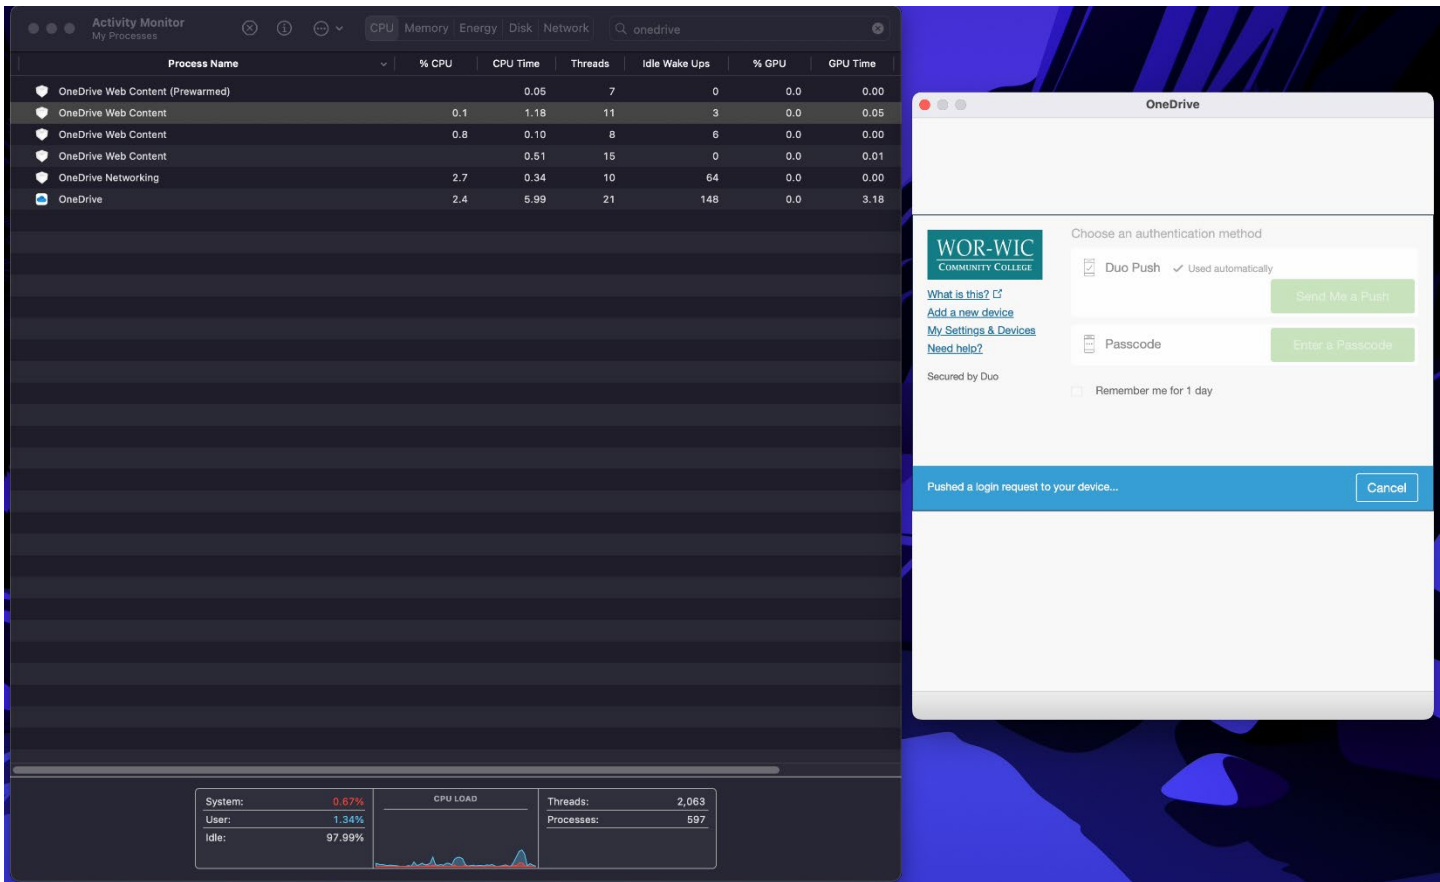 Activity Monitor
My Processes
CPU Memory Energy Disk Network onedrive
Process Name % CPU CPU Time Threads Idle Wake Ups % GPU GPU Time
OneDrive Web Content (Prewarmed) 0.05 7 0 0.0 0.00
OneDrive Web Content 0.1 1.18 11 3 0.0 0.05
OneDrive Web Content 0.8 0.10 8 6 0.0 0.00
OneDrive Web Content 0.51 15 0 0.0 0.01
OneDrive Networking 2.7 0.34 10 64 0.0 0.00
OneDrive 2.4 5.99 21 148 0.0 3.18
System: 0.67% CPU LOAD Threads: 2,063
User: 1.34% Processes: 597
Idle: 97.99%
OneDrive
WOR-WIC
COMMUNITY COLLEGE
What is this?
Add a new device
My Settings & Devices
Need help?
Secured by Duo
Choose an authentication method
Duo Push ✓ Used automatically
Send Me a Push
Passcode Enter a Passcode
Remember me for 1 day
Pushed a login request to your device... Cancel